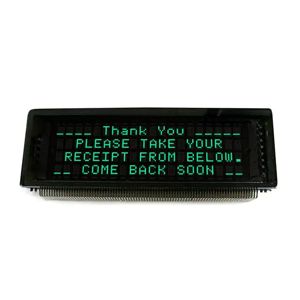 ____ Thank You _____
PLEASE TAKE YOUR
RECEIPT FROM BELOW.
__ COME BACK SOON __